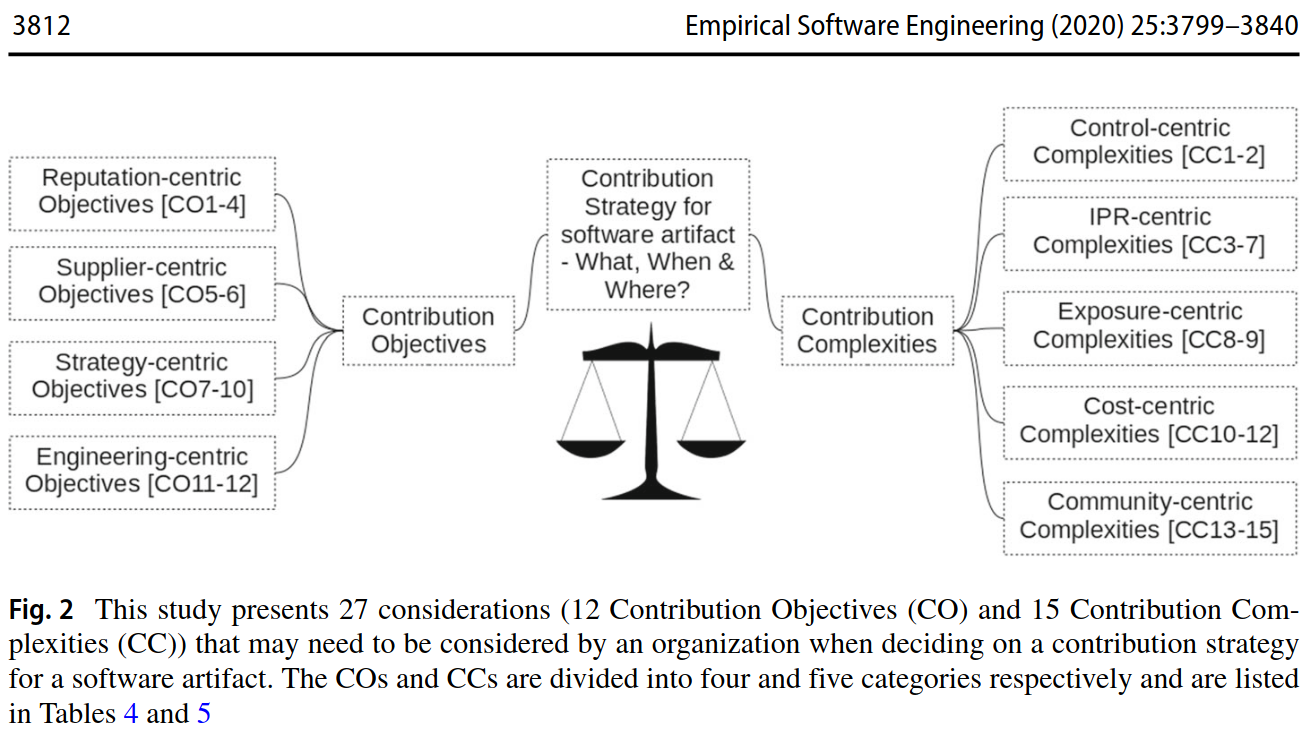 3812
Empirical Software Engineering (2020) 25:3799–3840
Reputation-centric
Objectives [CO1-4]
Supplier-centric
Objectives [CO5-6]
Strategy-centric
Objectives [CO7-10]
Engineering-centric
Objectives [CO11-12]
Contribution
Objectives
Contribution
Strategy for
software artifact
- What, When &
Where?
Contribution
Complexities
Control-centric
Complexities [CC1-2]
IPR-centric
Complexities [CC3-7]
Exposure-centric
Complexities [CC8-9]
Cost-centric
Complexities [CC10-12]
Community-centric
Complexities [CC13-15]
Fig. 2 This study presents 27 considerations (12 Contribution Objectives (CO) and 15 Contribution Com-
plexities (CC)) that may need to be considered by an organization when deciding on a contribution strategy
for a software artifact. The COs and CCs are divided into four and five categories respectively and are listed
in Tables 4 and 5